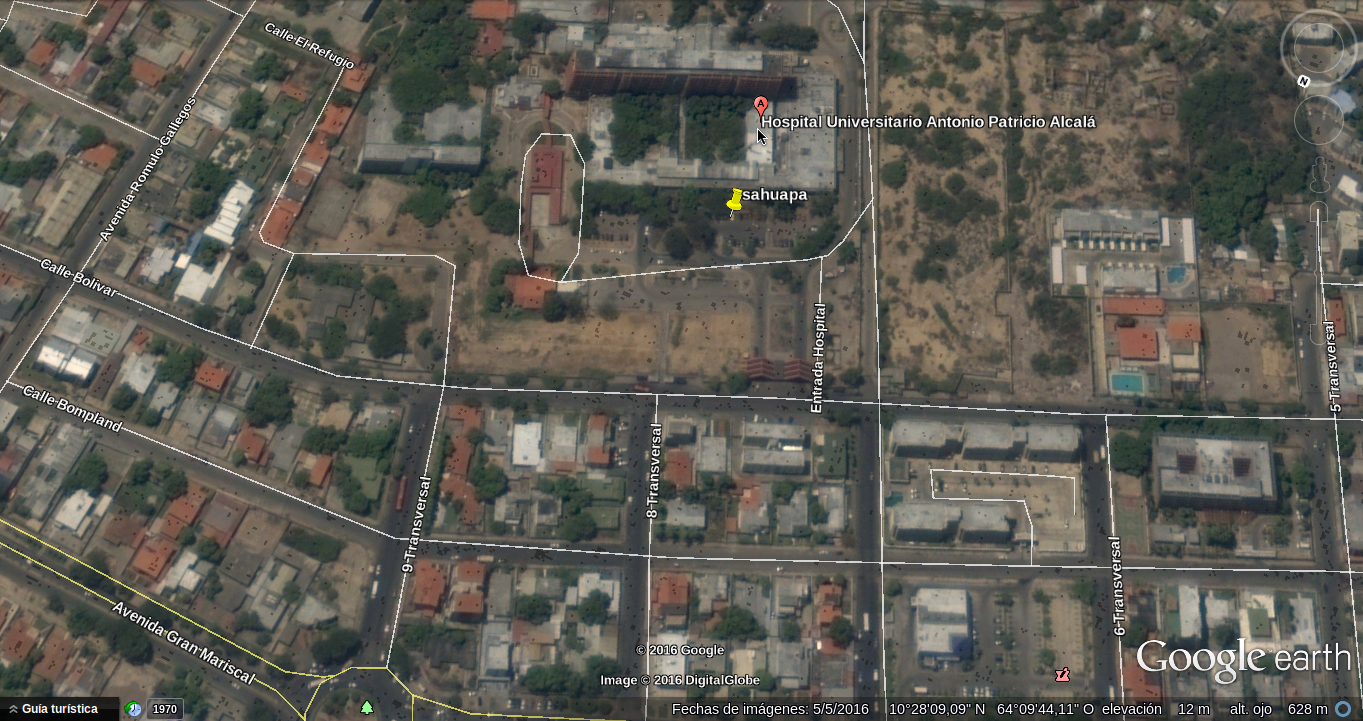 Calle El Refugio
N
A
Hospital Universitario Antonio Patricio Alcalá
Avenida Romulo Gallegos
sahuapa
Calle Bolivar
Entrada Hospital
5 Transversal
Calle Bompland
8 Transversal
9 Transversal
6 Transversal
Avenida Gran Mariscal
© 2016 Google
Google earth
Image © 2016 DigitalGlobe
Guía turística
1970
Fechas de imágenes: 5/5/2016 10°28'09,09" N 64°09'44,11" O elevación 12 m alt. ojo 628 m